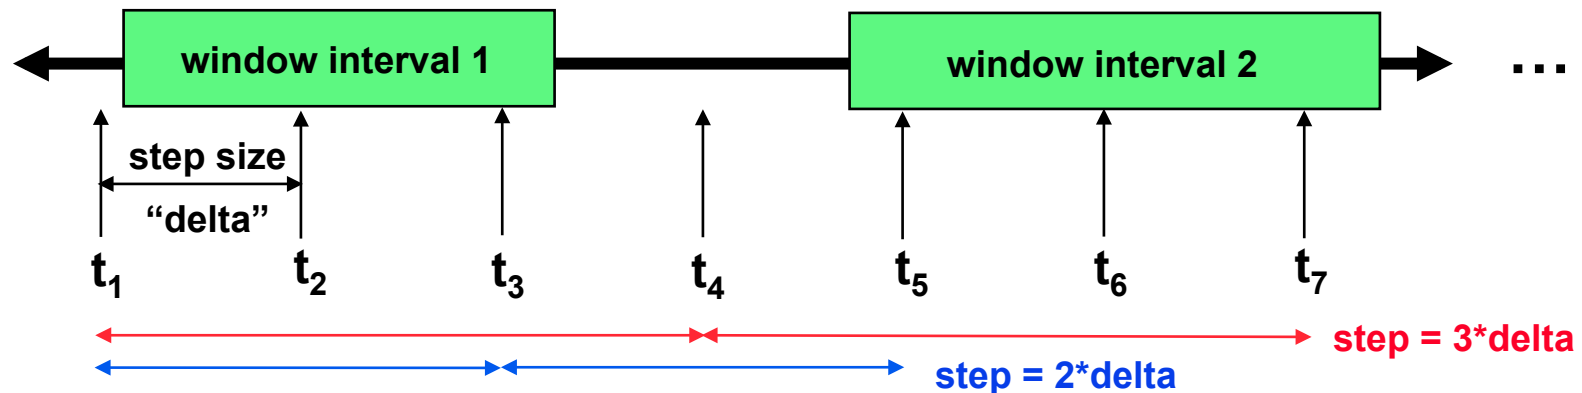 window interval 1
window interval 2
...
step size
“delta”
t1
t2
t3
t4
t5
t6
t7
step = 3*delta
step = 2*delta